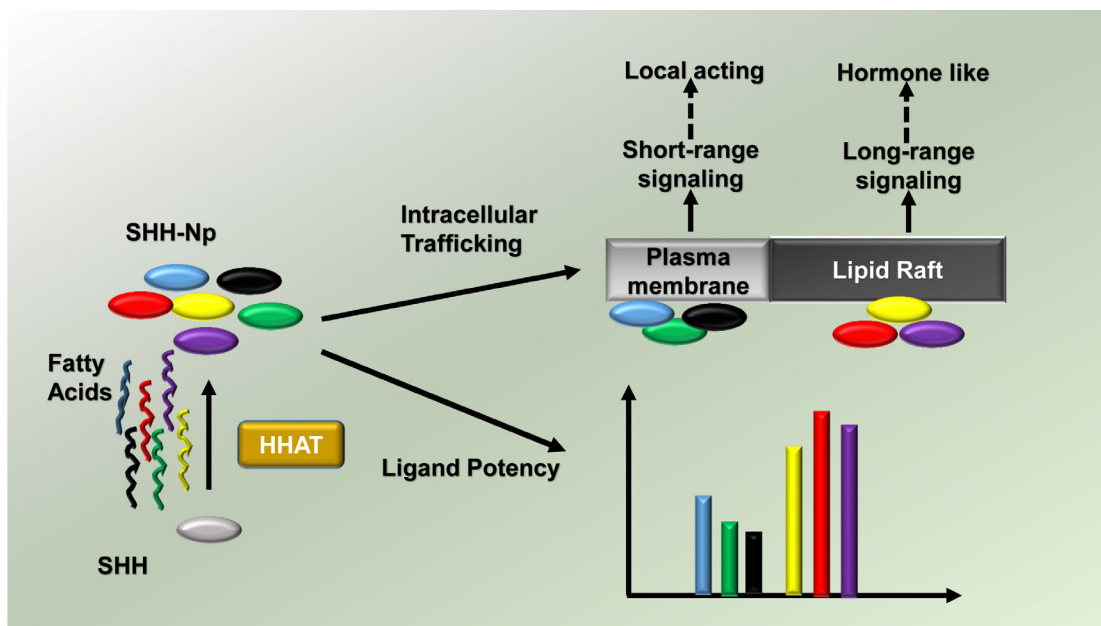 Local acting
Hormone like
Short-range
signaling
Long-range
signaling
Intracellular
Trafficking
SHH-Np
Plasma
membrane
Lipid Raft
Fatty
Acids
HHAT
Ligand Potency
SHH